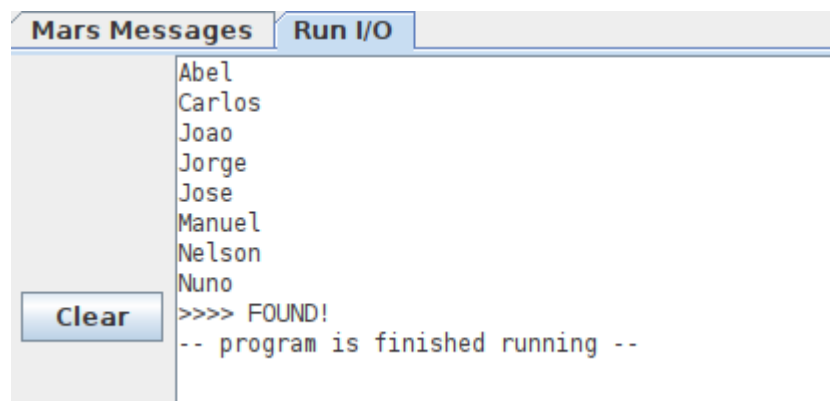 Mars Messages Run I/O
Abel
Carlos
Joao
Jorge
Jose
Manuel
Nelson
Nuno
Clear
>>>> FOUND!
-- program is finished running --